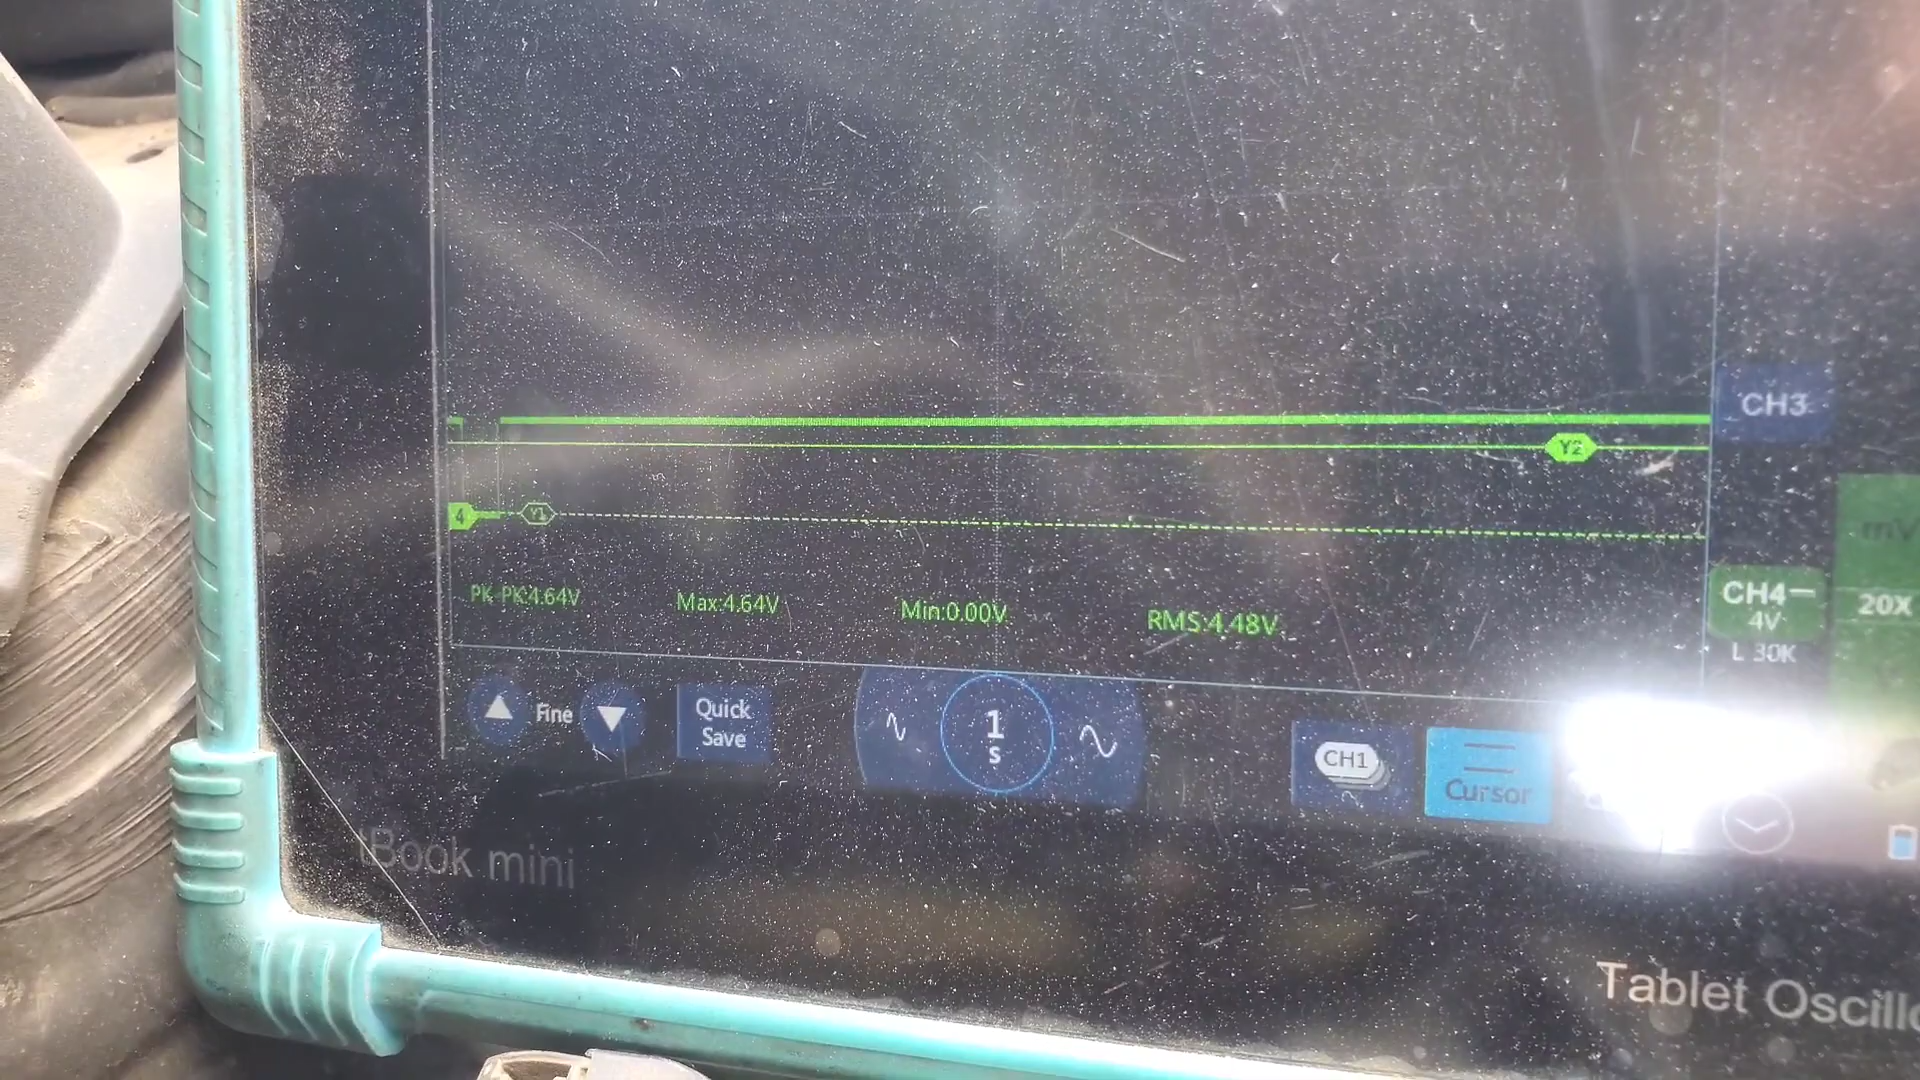 CH3
Y2
4
Y1
mV
PK-PK:4.64V
Max:4.64V
Min:0.00V
RMS:4.48V
CH4
4V
L 30K
20X
Fine
Quick
Save
1
s
CH1
Cursor
Book mini
Tablet Oscillo